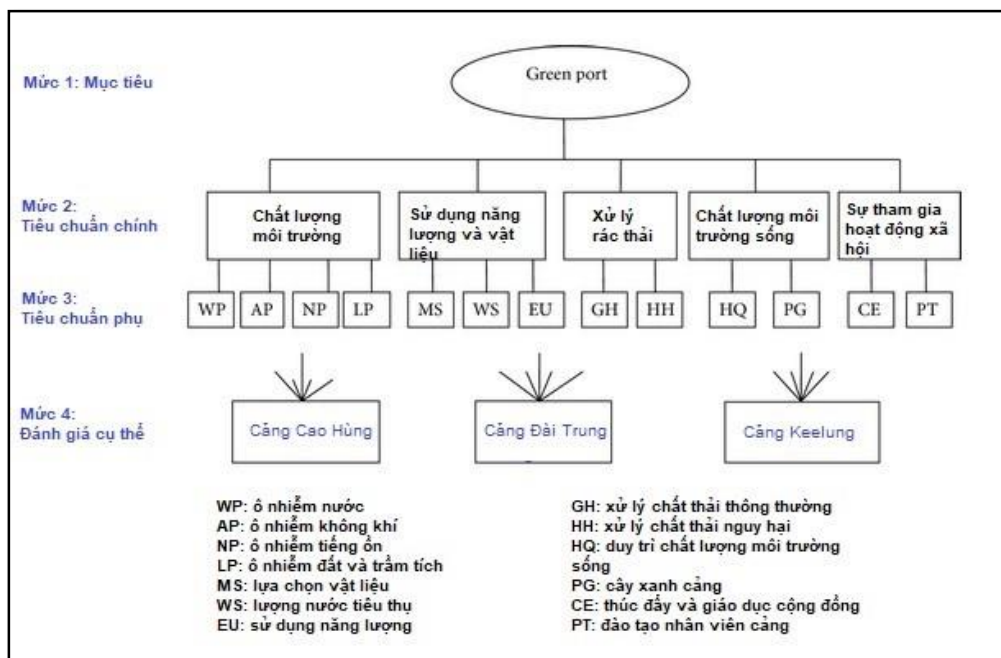 Mức 1: Mục tiêu
Green port
Mức 2:
Tiêu chuẩn chính
Chất lượng
môi trường
Sử dụng năng
lượng và vật
liệu
Xử lý
rác thải
Chất lượng môi
trường sống
Sự tham gia
hoạt động xã
hội
Mức 3:
Tiêu chuẩn phụ
WP AP NP LP MS WS EU GH HH HQ PG CE PT
Mức 4:
Đánh giá cụ thể
Cảng Cao Hùng
Cảng Đài Trung
Cảng Keelung
WP: ô nhiễm nước
AP: ô nhiễm không khí
NP: ô nhiễm tiếng ồn
LP: ô nhiễm đất và trầm tích
MS: lựa chọn vật liệu
WS: lượng nước tiêu thụ
EU: sử dụng năng lượng
GH: xử lý chất thải thông thường
HH: xử lý chất thải nguy hại
HQ: duy trì chất lượng môi trường
sống
PG: cây xanh cảng
CE: thúc đẩy và giáo dục cộng đồng
PT: đào tạo nhân viên cảng